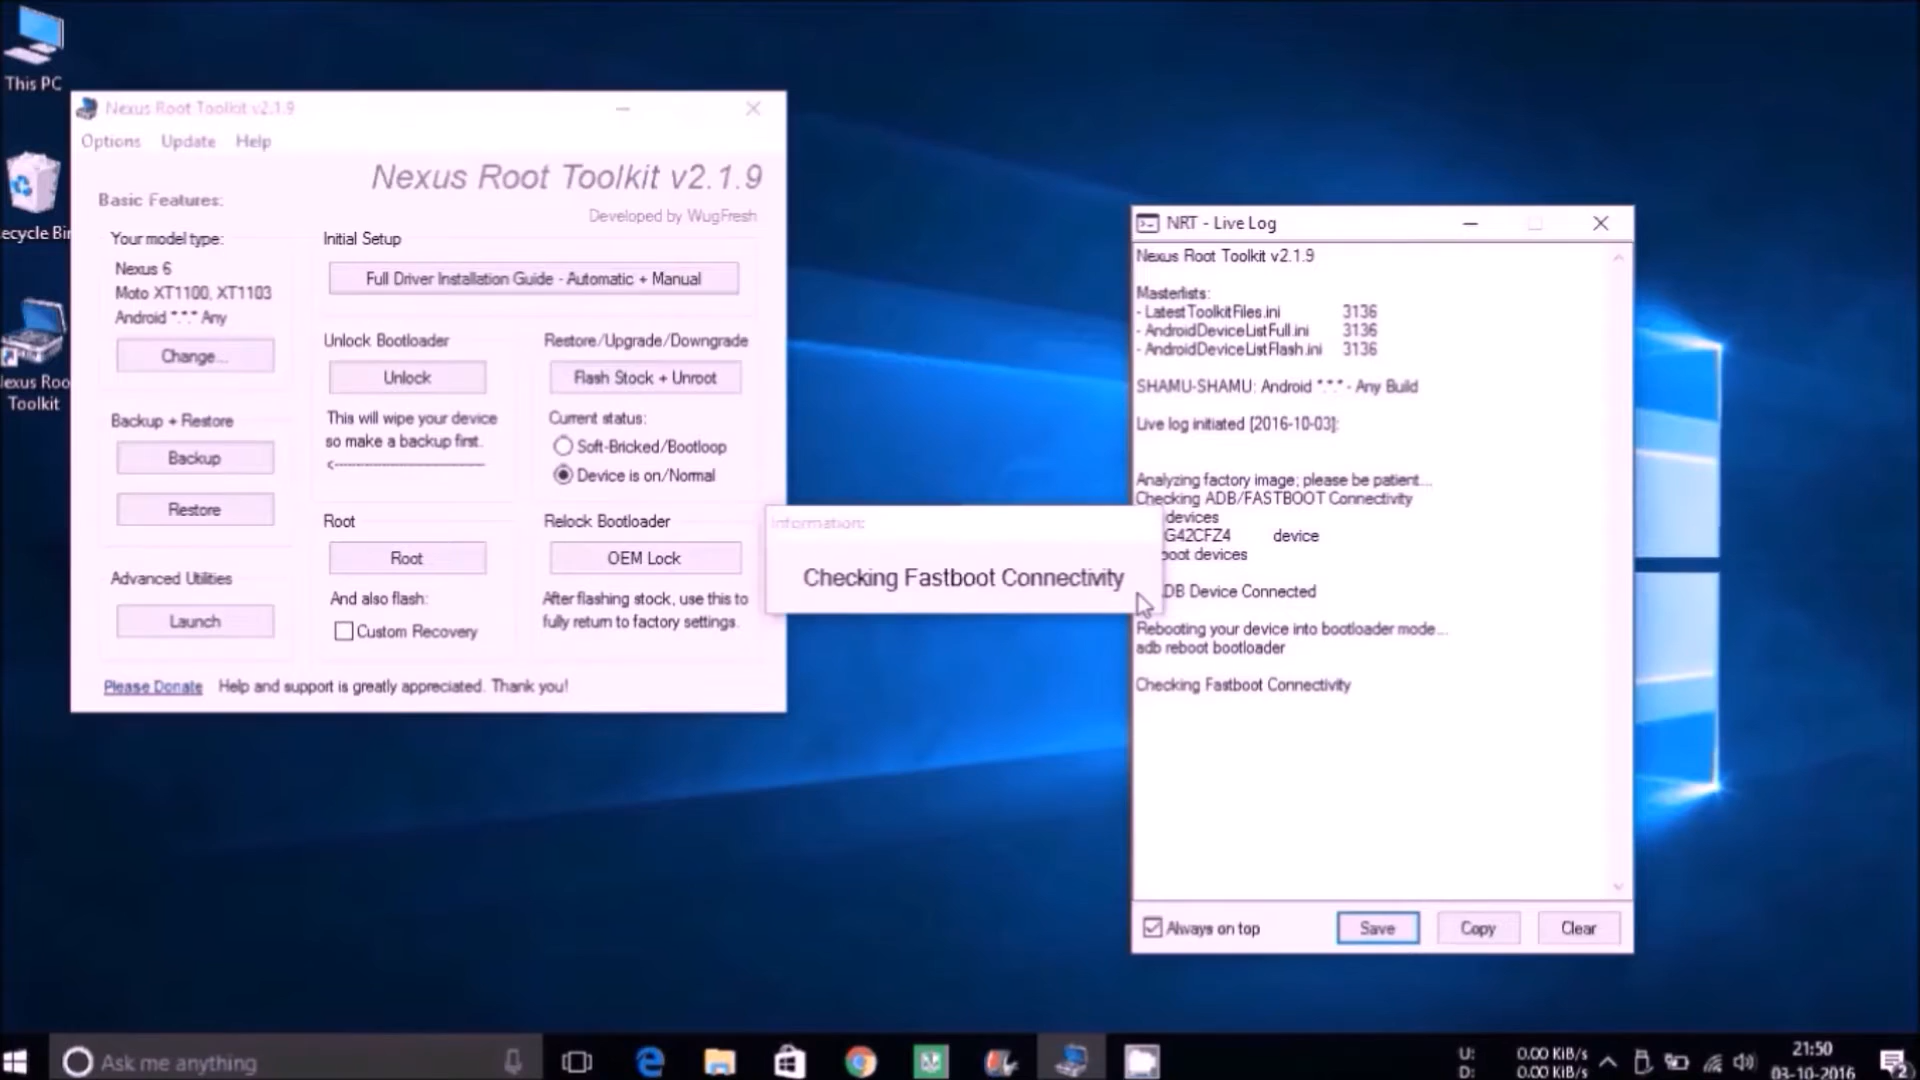 This PC
ecycle Bin
exus Roo
Toolkit
Nexus Root Toolkit v2.1.9
Options Update Help
Nexus Root Toolkit v2.1.9
Developed by WugFresh
Basic Features:
Your model type:
Nexus 6
Moto XT1100, XT1103
Android *.*.* Any
Change...
Backup + Restore
Backup
Restore
Advanced Utilities
Launch
Initial Setup
Full Driver Installation Guide - Automatic + Manual
Unlock Bootloader
Unlock
This will wipe your device
so make a backup first.
<--------------------
Root
Root
And also flash:
Custom Recovery
Restore/Upgrade/Downgrade
Flash Stock + Unroot
Current status:
Soft-Bricked/Bootloop
Device is on/Normal
Relock Bootloader
OEM Lock
After flashing stock, use this to
fully return to factory settings.
Please Donate Help and support is greatly appreciated. Thank you!
Information:
Checking Fastboot Connectivity
NRT - Live Log
Nexus Root Toolkit v2.1.9
Masterlists:
- LatestToolkitFiles.ini 3136
- AndroidDeviceListFull.ini 3136
- AndroidDeviceListFlash.ini 3136
SHAMU-SHAMU: Android *.*.* - Any Build
Live log initiated [2016-10-03]:
Analyzing factory image; please be patient...
Checking ADB/FASTBOOT Connectivity
devices
G42CFZ4 device
boot devices
DB Device Connected
Rebooting your device into bootloader mode...
adb reboot bootloader
Checking Fastboot Connectivity
Always on top
Save
Copy
Clear
Ask me anything
U: 0.00 KiB/s
D: 0.00 KiB/s
21:50
03-10-2016
2